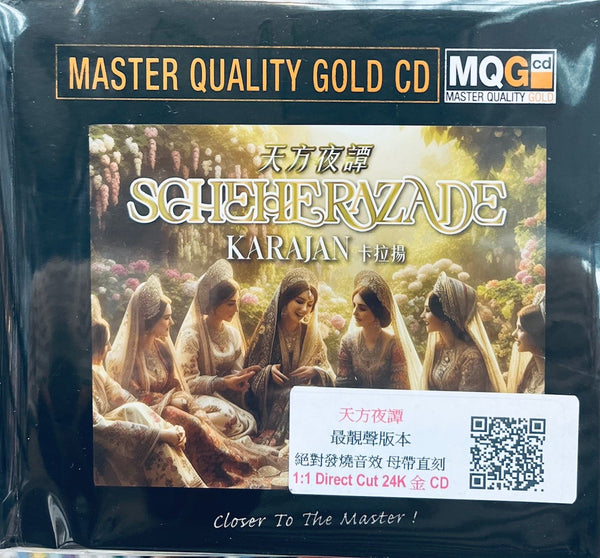 MASTER QUALITY GOLD CD
MQG cd
MASTER QUALITY GOLD
天方夜譚
SCHEHERAZADE
KARAJAN 卡拉揚
天方夜譚
最靚聲版本
絕對發燒音效 母帶直刻
1:1 Direct Cut 24K 金 CD
Closer To The Master !